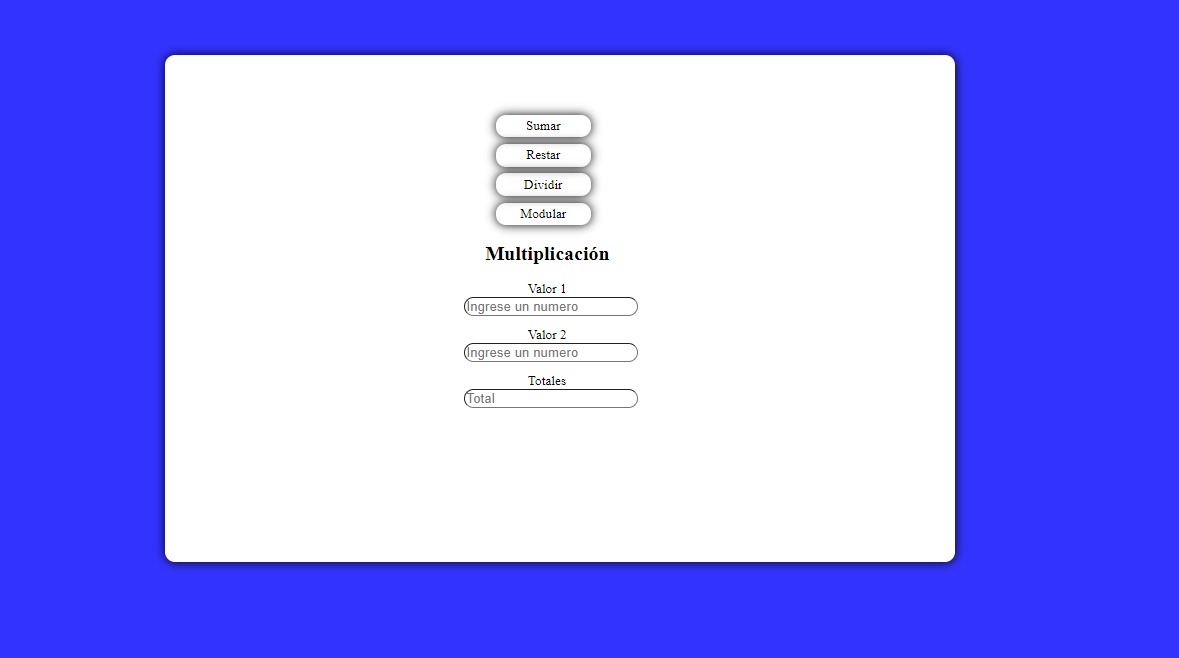 Sumar
Restar
Dividir
Modular
Multiplicación
Valor 1
Ingrese un numero
Valor 2
Ingrese un numero
Totales
Total